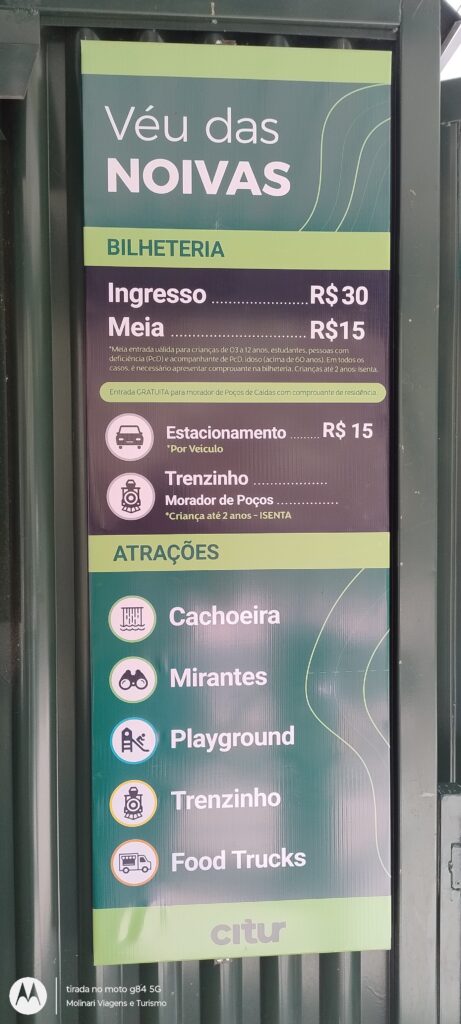 Véu das
NOIVAS
BILHETERIA
Ingresso ...................... R$30
Meia .............................. R$15
*Meia entrada válida para crianças de 03 a 12 anos, estudantes, pessoas com
deficiência (PcD) e acompanhante de PcD, idoso (acima de 60 anos). Em todos os
casos, é necessário apresentar comprovante na bilheteria. Crianças até 2 anos: Isenta.
Entrada GRATUITA para morador de Poços de Caldas com comprovante de residência.
Estacionamento ......... R$ 15
*Por Veículo
Trenzinho ....................
Morador de Poços ................
*Criança até 2 anos - ISENTA
ATRAÇÕES
Cachoeira
Mirantes
Playground
Trenzinho
Food Trucks
citur
tirada no moto g84 5G
Molinari Viagens e Turismo